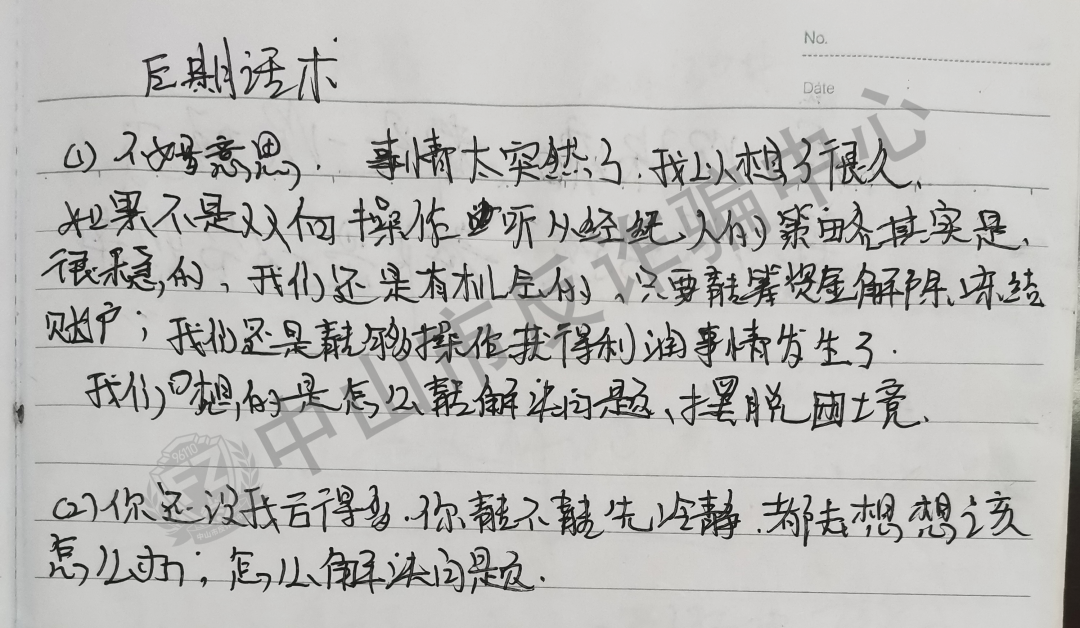 No.
Date
后期话术
(1) 不好意思, 事情太突然了.我以想了很久、
如果不是双倍操作 听从经纪人的策略其实是、
很稳,的、我们还是有机会的、只要能筹资金解除、冻结
账户；我们还是能够操作获得利润事情发生了.
我们 想,的是怎么能解决问题、摆脱困境、
(2)你还没我亏得多.你能不能先冷静.都去想想该
怎么办；怎么解决问题.
中山市反诈骗中心
96110